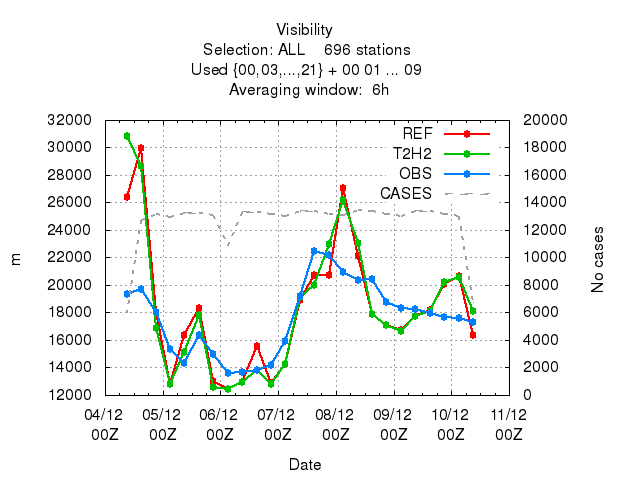 Visibility
Selection: ALL    696 stations
Used {00,03,...,21} + 00 01 ... 09
Averaging window:  6h
32000
30000
28000
26000
24000
22000
20000
18000
16000
14000
12000
m
REF
T2H2
OBS
CASES
20000
18000
16000
14000
12000
10000
8000
6000
4000
2000
0
No cases
04/12 05/12 06/12 07/12 08/12 09/12 10/12 11/12
00Z 00Z 00Z 00Z 00Z 00Z 00Z 00Z
Date